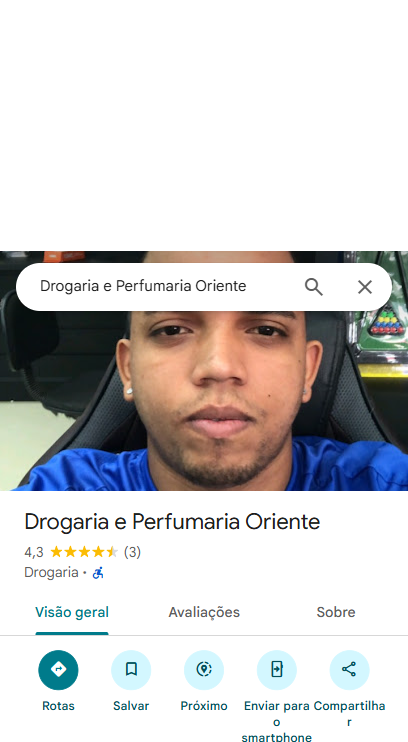 Drogaria e Perfumaria Oriente
Drogaria e Perfumaria Oriente
4,3 (3)
Drogaria ·
Visão geral Avaliações Sobre
Rotas Salvar Próximo Enviar para o smartphone Compartilhar